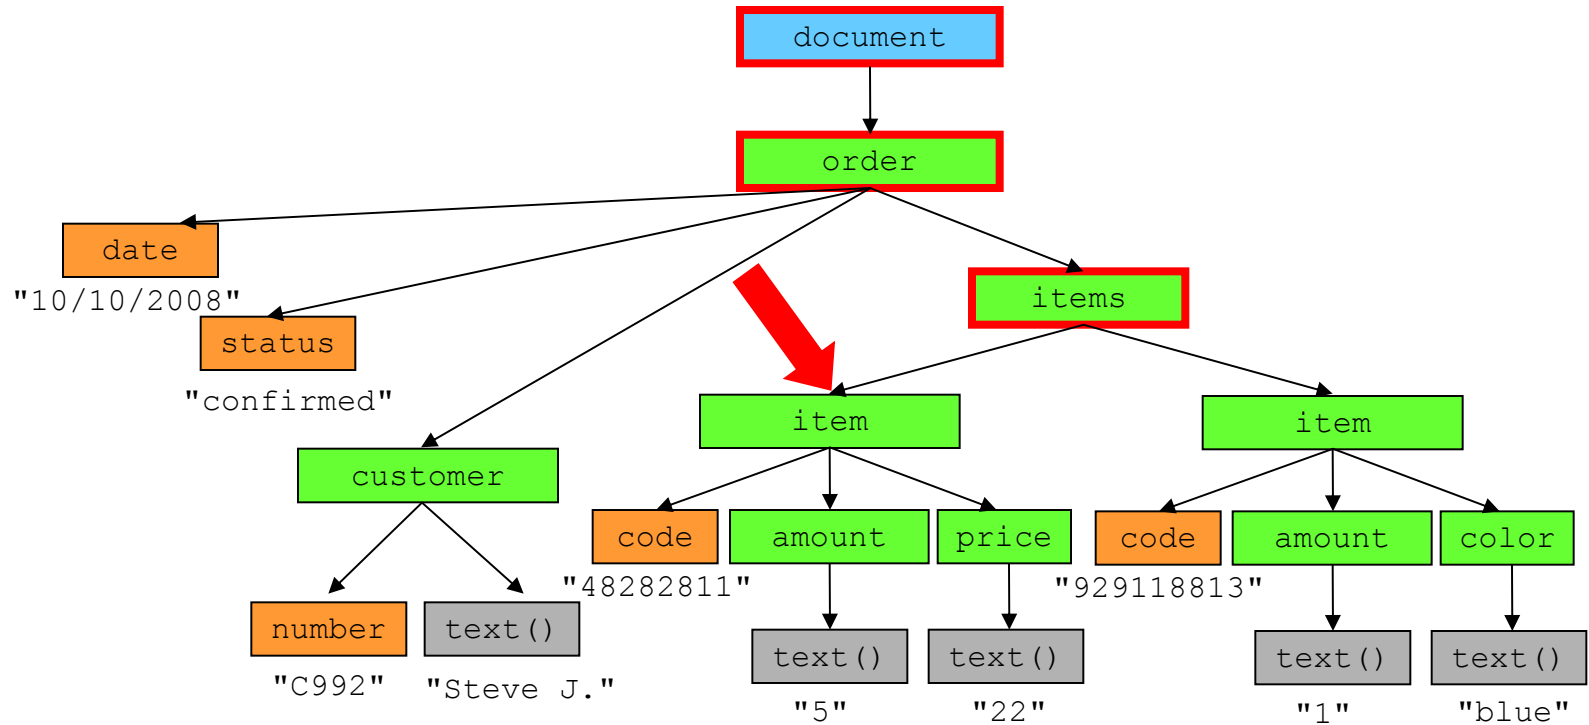 document
order
date
"10/10/2008"
items
status
"confirmed"
item
item
customer
code
amount
price
code
amount
color
"48282811"
"929118813"
number
text()
text()
text()
text()
text()
"C992"
"Steve J."
"5"
"22"
"1"
"blue"